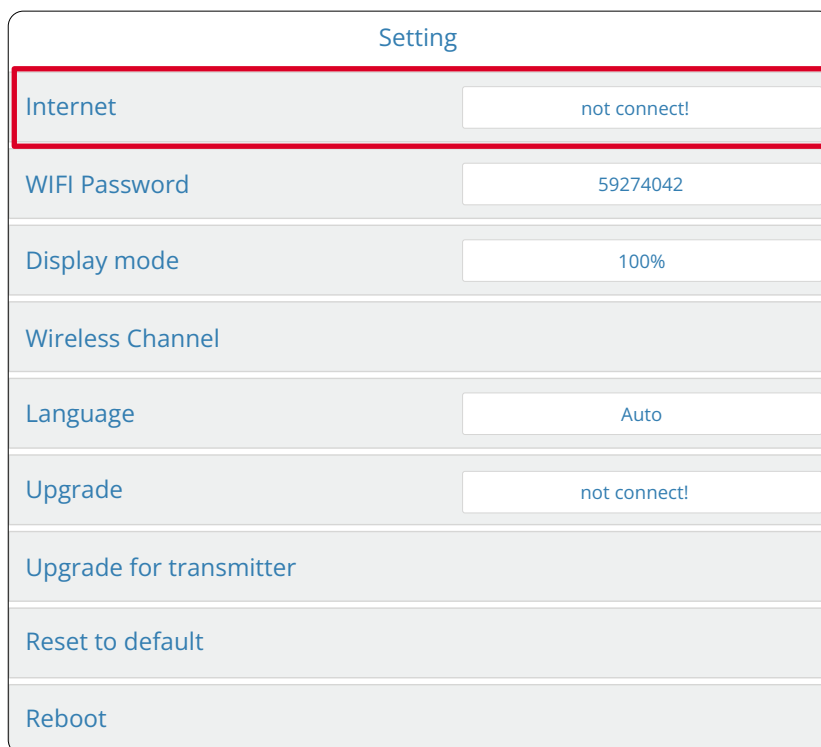 Setting
Internet not connect!
WIFI Password 59274042
Display mode 100%
Wireless Channel
Language Auto
Upgrade not connect!
Upgrade for transmitter
Reset to default
Reboot